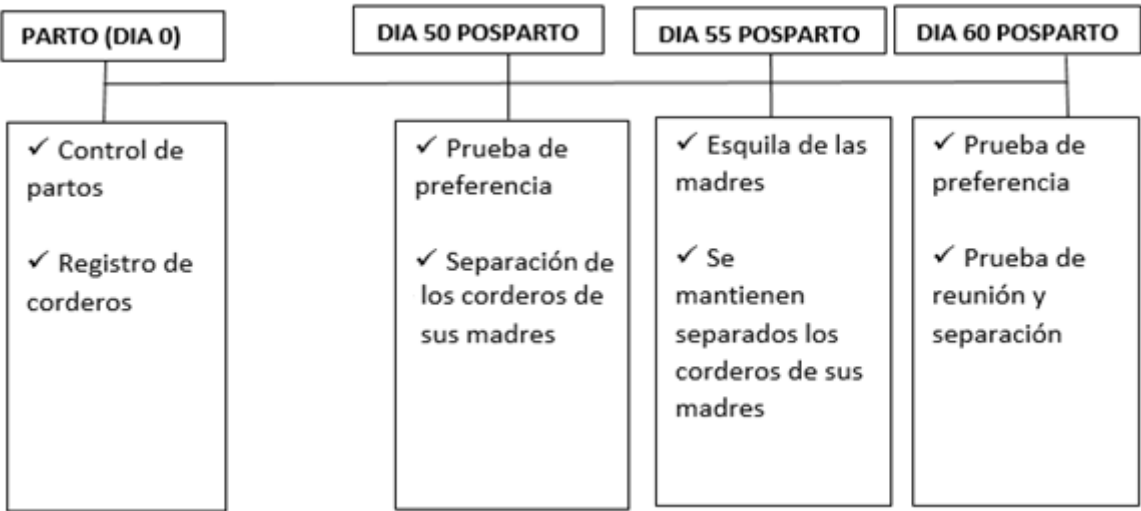 PARTO (DIA 0)
DIA 50 POSPARTO
DIA 55 POSPARTO
DIA 60 POSPARTO
✓ Control de
partos
✓ Registro de
corderos
✓ Prueba de
preferencia
✓ Separación de
los corderos de
sus madres
✓ Esquila de las
madres
✓ Se
mantienen
separados los
corderos de sus
madres
✓ Prueba de
preferencia
✓ Prueba de
reunión y
separación